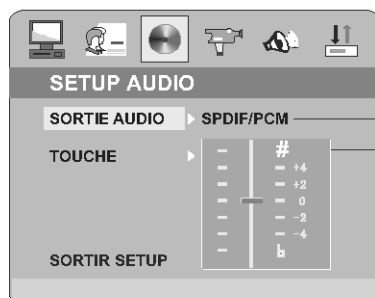 SETUP AUDIO
SORTIE AUDIO SPDIF/PCM
TOUCHE
#
+4
+2
0
-2
-4
b
SORTIR SETUP